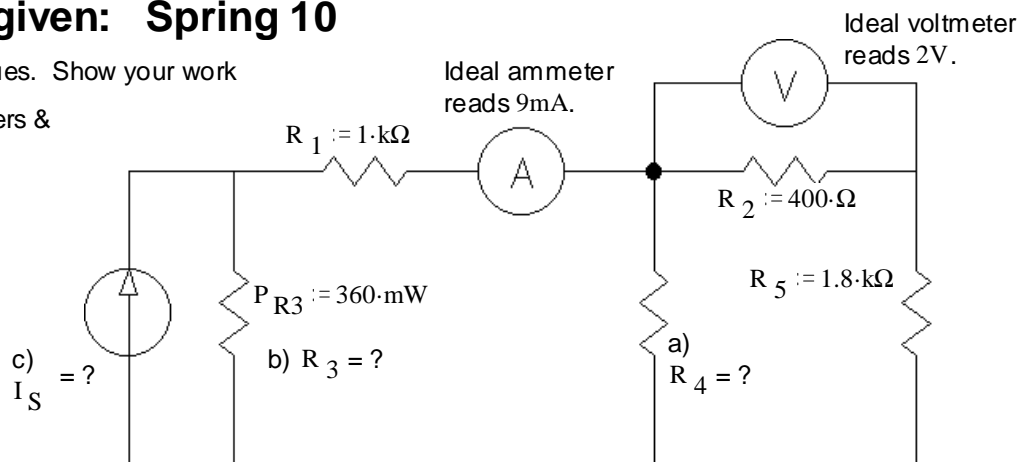 given: Spring 10
Ideal voltmeter
reads 2V.
Show your work
Ideal ammeter
reads 9mA.
ers &
R 1 := 1·kΩ
V
A
R 2 := 400·Ω
P R3 := 360·mW
R 5 := 1.8·kΩ
b) R 3 = ?
a)
R 4 = ?
c)
I S = ?